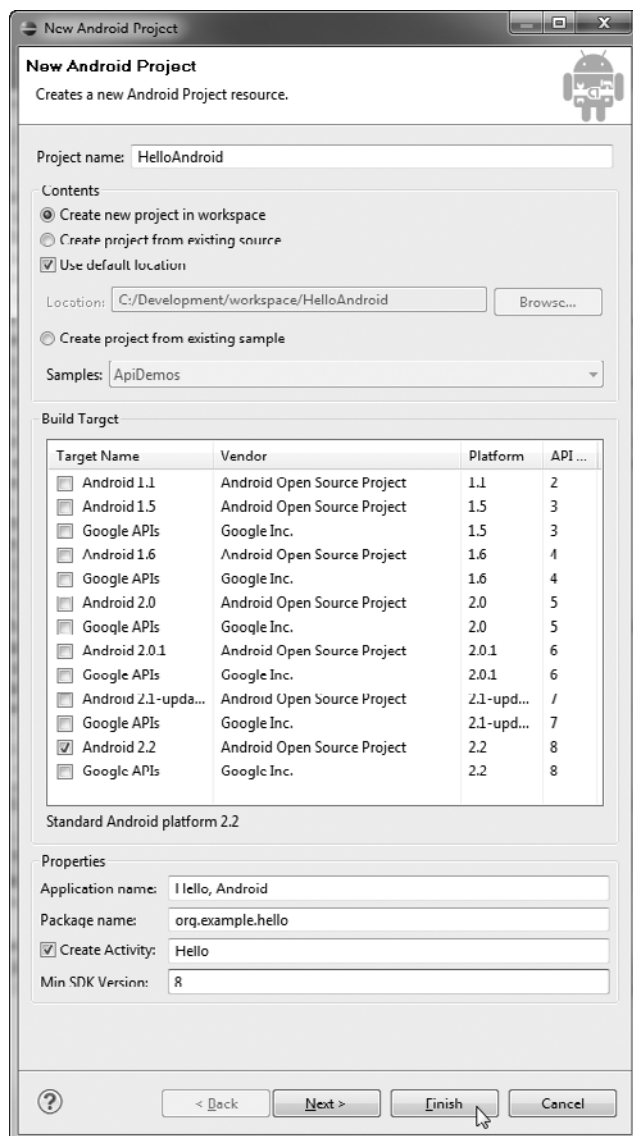 New Android Project
New Android Project
Creates a new Android Project resource.
Project name: HelloAndroid
Contents
Create new project in workspace
Create project from existing source
Use default location
Location: C:/Development/workspace/HelloAndroid Browse...
Create project from existing sample
Samples: ApiDemos
Build Target
Target Name Vendor Platform API ...
Android 1.1 Android Open Source Project 1.1 2
Android 1.5 Android Open Source Project 1.5 3
Google APIs Google Inc. 1.5 3
Android 1.6 Android Open Source Project 1.6 4
Google APIs Google Inc. 1.6 4
Android 2.0 Android Open Source Project 2.0 5
Google APIs Google Inc. 2.0 5
Android 2.0.1 Android Open Source Project 2.0.1 6
Google APIs Google Inc. 2.0.1 6
Android 2.1-upda... Android Open Source Project 2.1-upd... 7
Google APIs Google Inc. 2.1-upd... 7
Android 2.2 Android Open Source Project 2.2 8
Google APIs Google Inc. 2.2 8
Standard Android platform 2.2
Properties
Application name: Hello, Android
Package name: org.example.hello
Create Activity: Hello
Min SDK Version: 8
? < Back Next > Finish Cancel